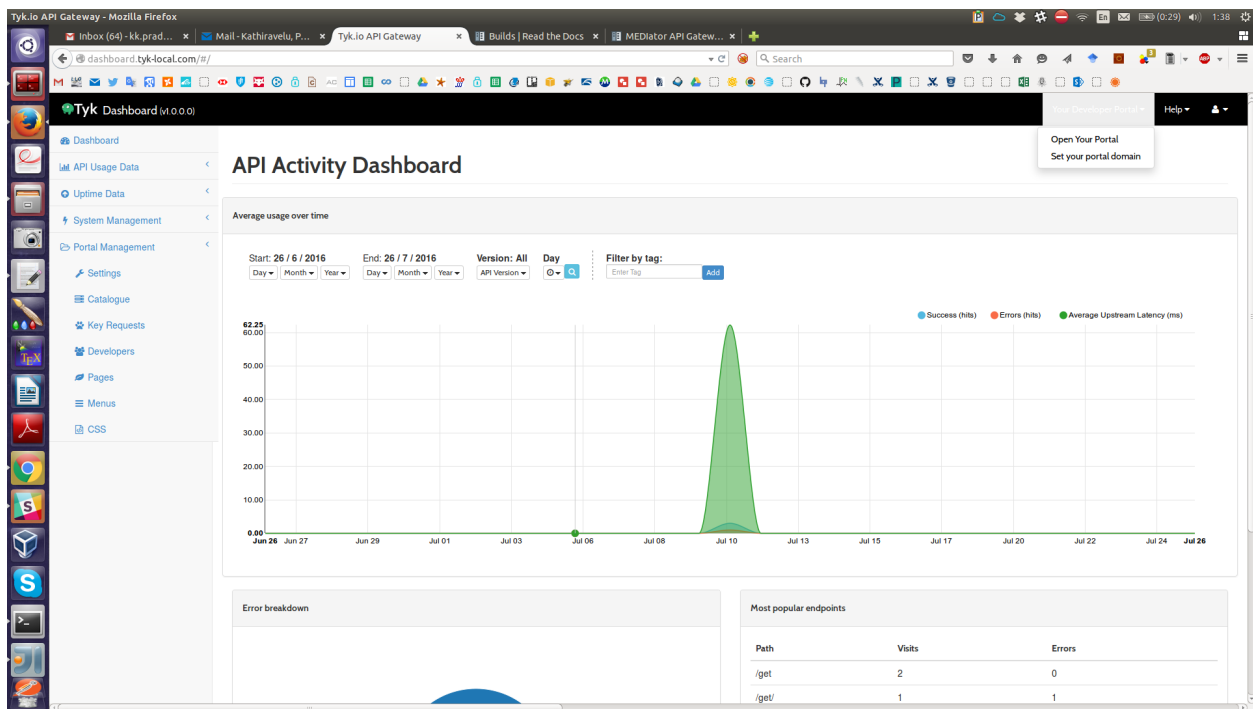 Tyk.io API Gateway - Mozilla Firefox
En (0:29) 1:38
Inbox (64) - kk.prad... × Mail - Kathiravelu, P... × Tyk.io API Gateway × Builds | Read the Docs × MEDIator API Gatew... ×
dashboard.tyk-local.com/#/ Search
Tyk Dashboard (v1.0.0.0) Your Developer Portal Help
Open Your Portal
Set your portal domain
Dashboard
API Usage Data
Uptime Data
System Management
Portal Management
Settings
Catalogue
Key Requests
Developers
Pages
Menus
CSS
API Activity Dashboard
Average usage over time
Start: 26 / 6 / 2016 End: 26 / 7 / 2016 Version: All Day Filter by tag:
Day Month Year Day Month Year API Version Enter Tag Add
Success (hits) Errors (hits) Average Upstream Latency (ms)
62.25
60.00
50.00
40.00
30.00
20.00
10.00
0.00
Jun 26 Jun 27 Jun 29 Jul 01 Jul 03 Jul 06 Jul 08 Jul 10 Jul 13 Jul 15 Jul 17 Jul 20 Jul 22 Jul 24 Jul 26
Error breakdown
Most popular endpoints
Path Visits Errors
/get 2 0
/get/ 1 1